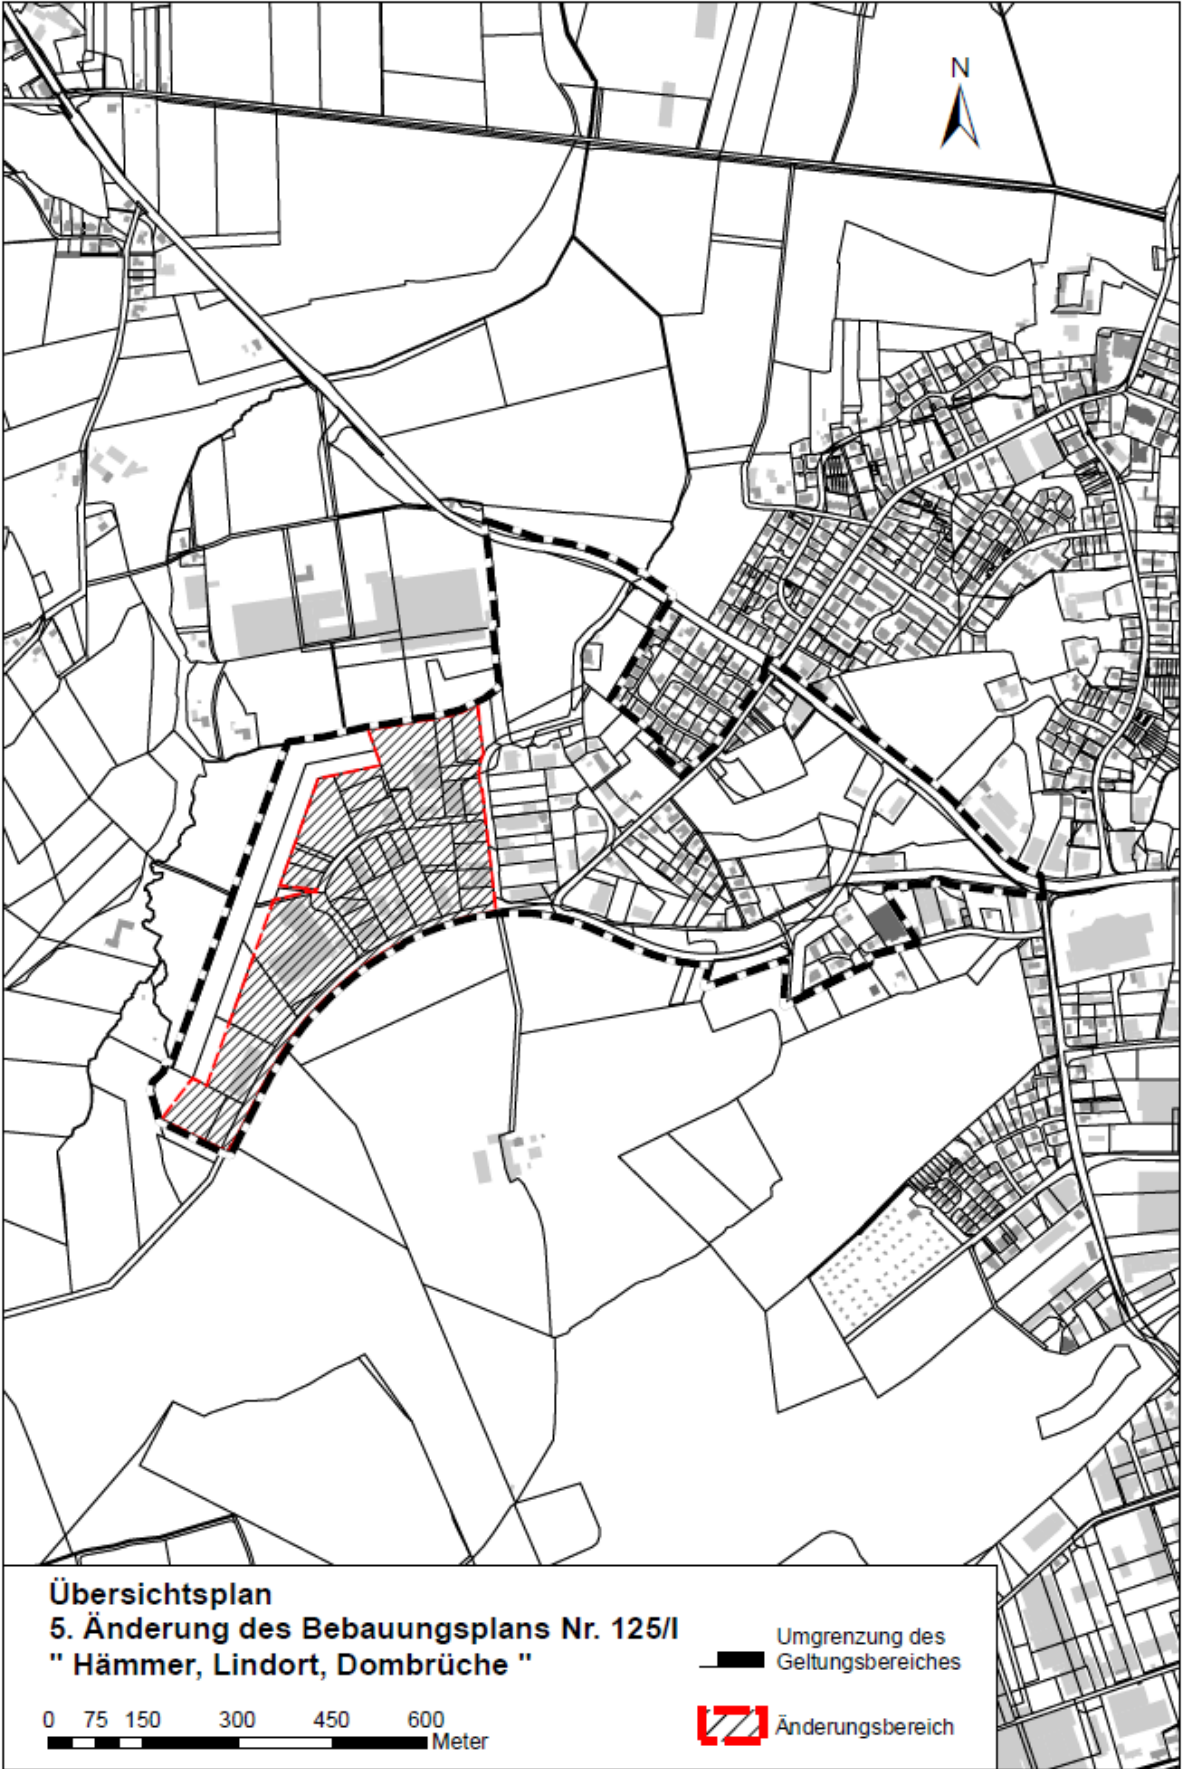 N
Übersichtsplan
5. Änderung des Bebauungsplans Nr. 125/I
" Hämmer, Lindort, Dombrüche "
Umgrenzung des
Geltungsbereiches
0 75 150 300 450 600
Meter
Änderungsbereich